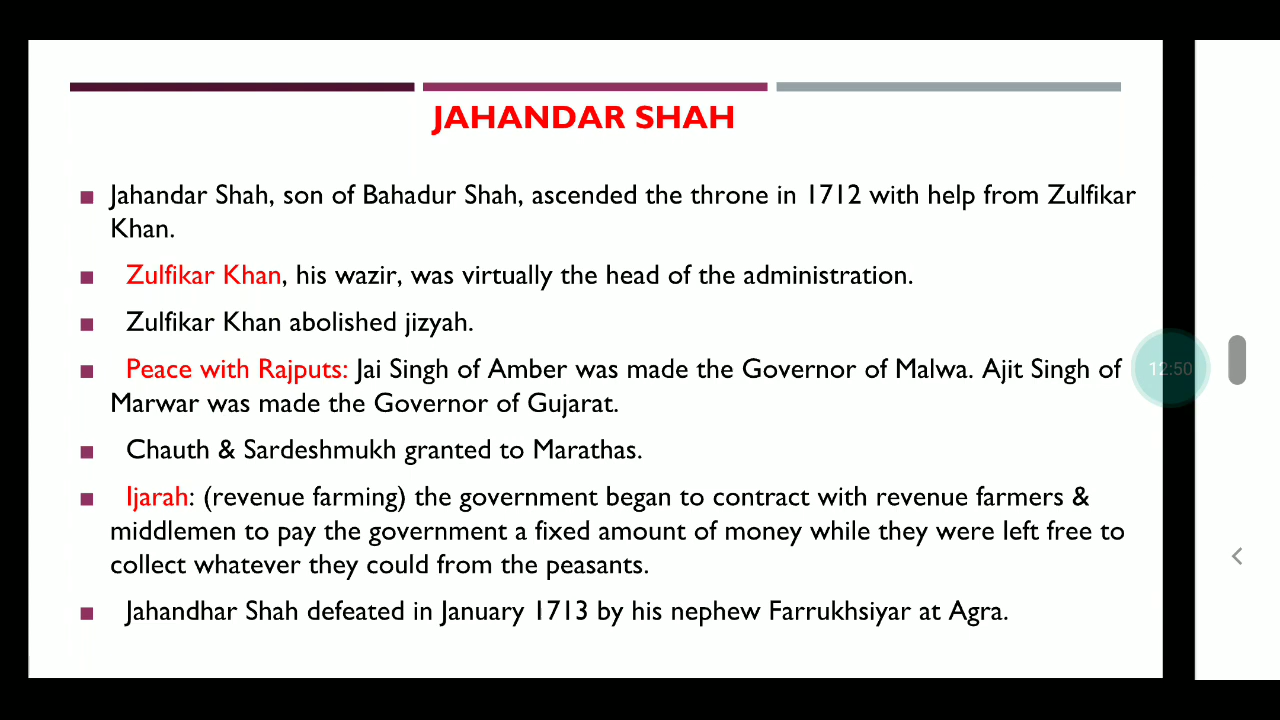 JAHANDAR SHAH
Jahandar Shah, son of Bahadur Shah, ascended the throne in 1712 with help from Zulfikar
Khan.
Zulfikar Khan, his wazir, was virtually the head of the administration.
Zulfikar Khan abolished jizyah.
Peace with Rajputs: Jai Singh of Amber was made the Governor of Malwa. Ajit Singh of
Marwar was made the Governor of Gujarat.
Chauth & Sardeshmukh granted to Marathas.
Ijarah: (revenue farming) the government began to contract with revenue farmers &
middlemen to pay the government a fixed amount of money while they were left free to
collect whatever they could from the peasants.
Jahandhar Shah defeated in January 1713 by his nephew Farrukhsiyar at Agra.
12:50